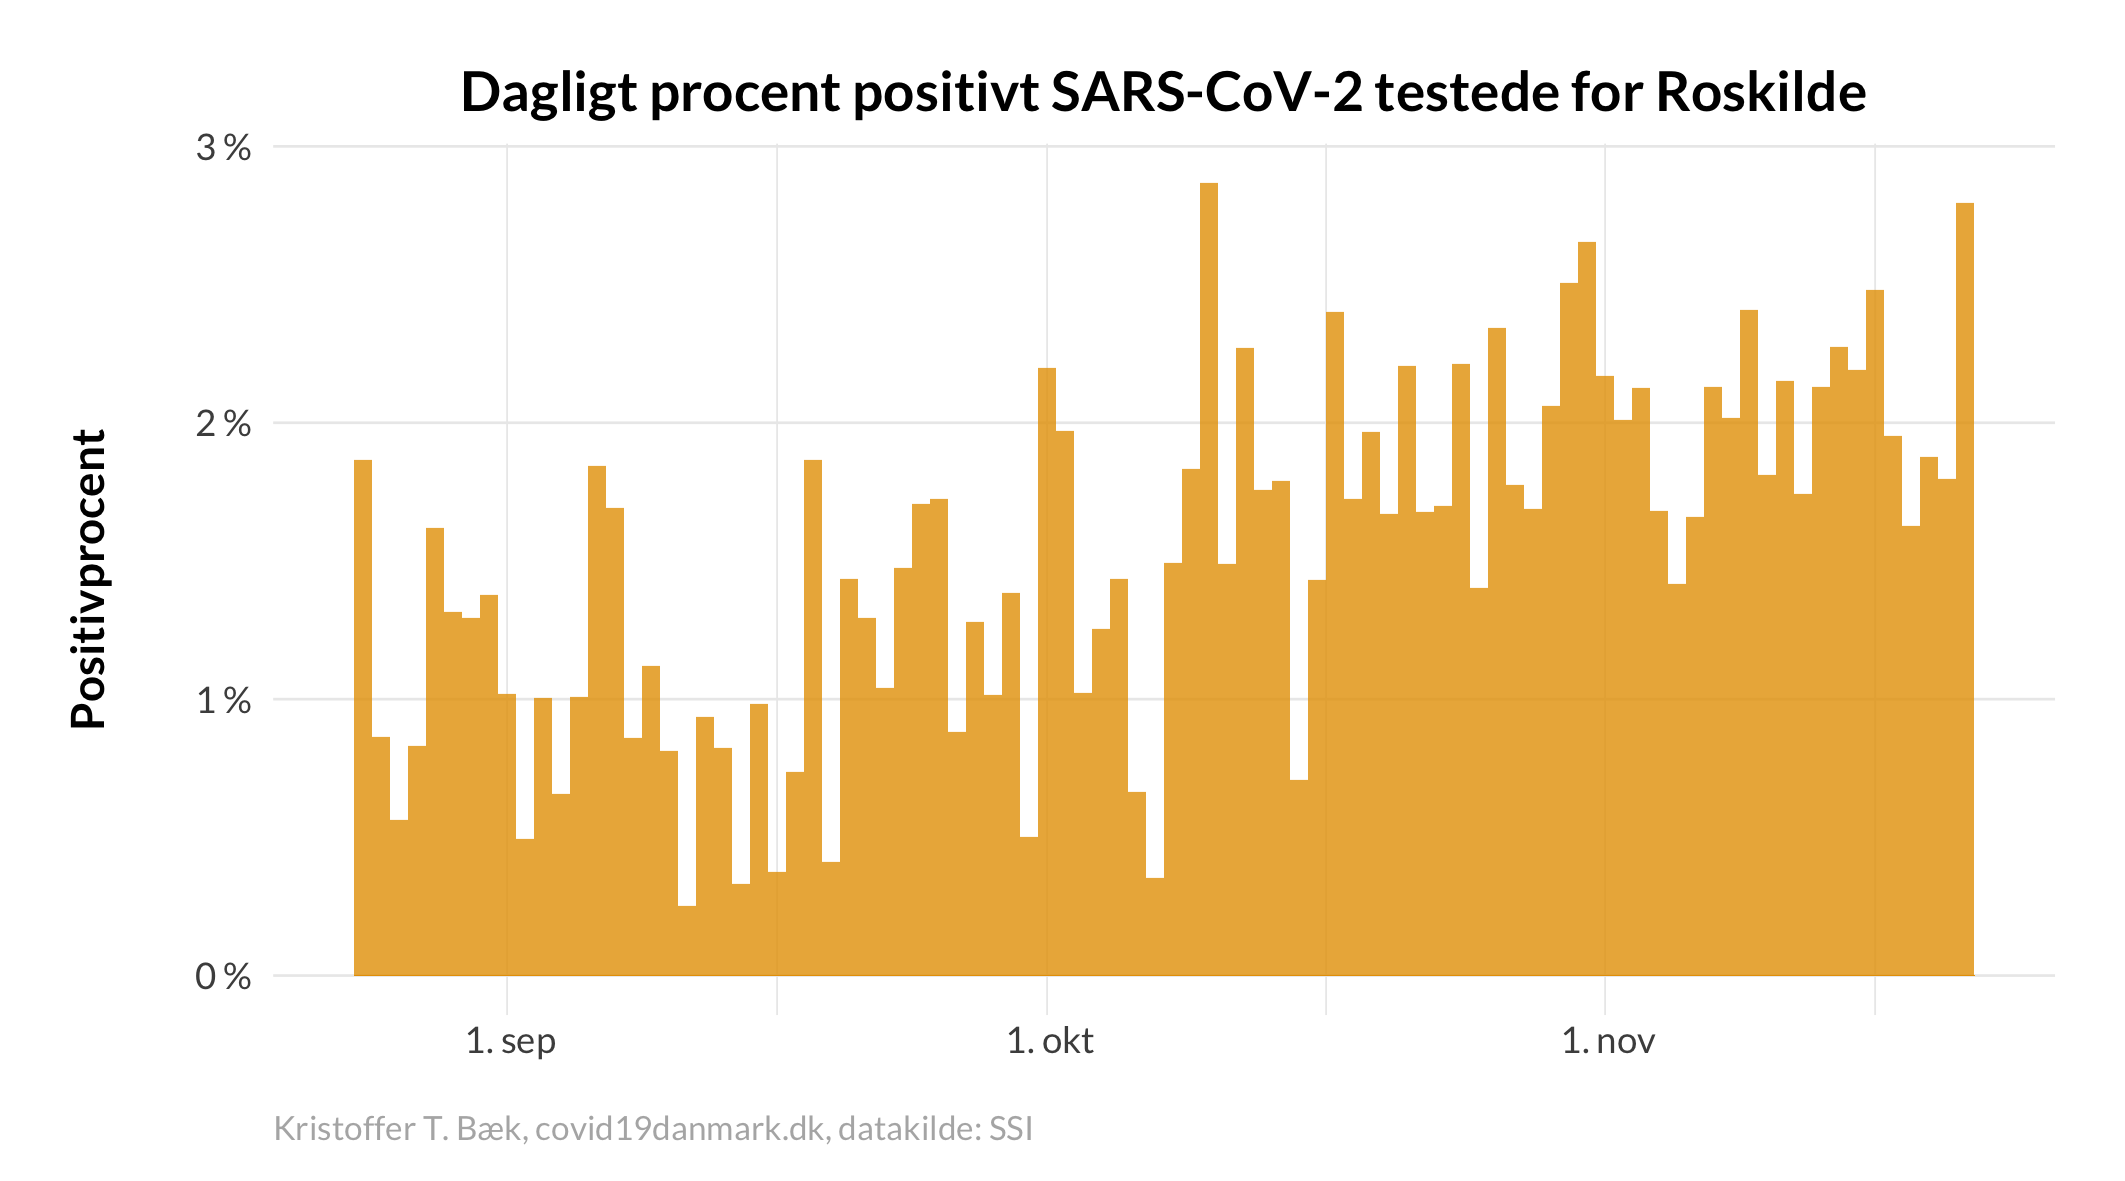 Dagligt procent positivt SARS-CoV-2 testede for Roskilde
Positivprocent
3 %
2 %
1 %
0 %
1. sep
1. okt
1. nov
Kristoffer T. Bæk, covid19danmark.dk, datakilde: SSI